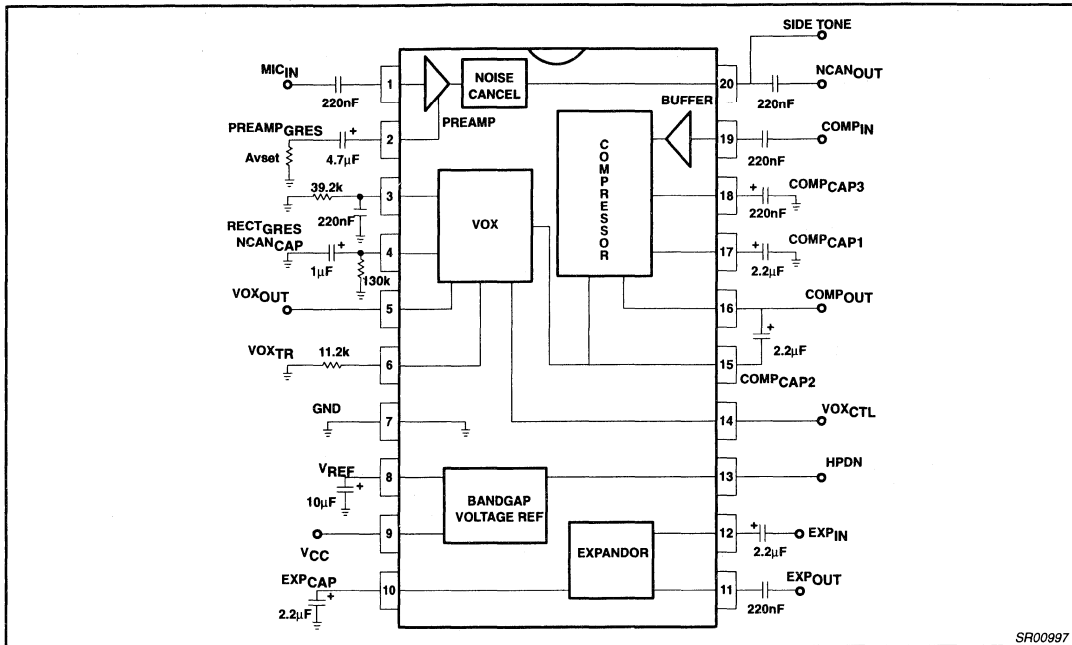 SIDE TONE
MICIN
220nF
1
PREAMP
NOISE
CANCEL
20
220nF
NCANOUT
PREAMPGRES
Avset
4.7µF
2
BUFFER
19
220nF
COMPIN
39.2k
220nF
3
VOX
COMPRESSOR
18
220nF
COMPCAP3
RECTGRES
NCANCAP
1µF
130k
4
17
2.2µF
COMPCAP1
VOXOUT
5
16
COMPOUT
2.2µF
VOXTR
11.2k
6
15
COMPCAP2
GND
7
14
VOXCTL
VREF
10µF
8
BANDGAP
VOLTAGE REF
13
HPDN
VCC
9
EXPANDOR
12
2.2µF
EXPIN
EXPCAP
2.2µF
10
11
220nF
EXPOUT
SR00997
+
+
+
+
+
+
+
+
+